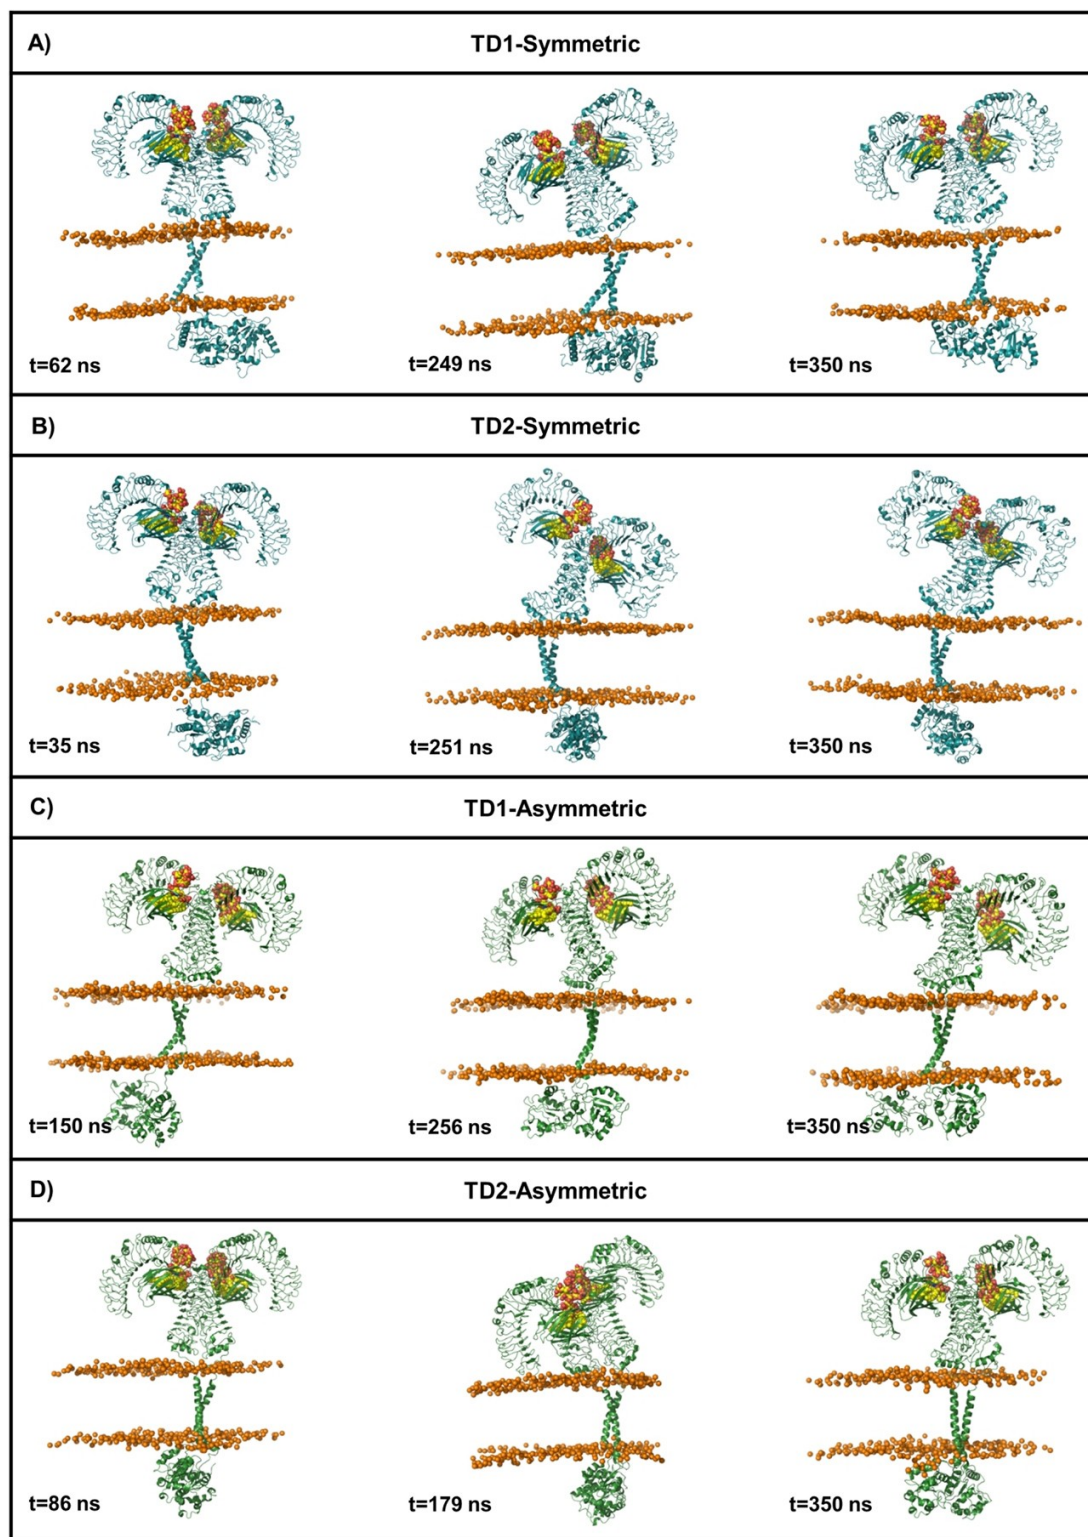 A) TD1-Symmetric
t=62 ns t=249 ns t=350 ns
B) TD2-Symmetric
t=35 ns t=251 ns t=350 ns
C) TD1-Asymmetric
t=150 ns t=256 ns t=350 ns
D) TD2-Asymmetric
t=86 ns t=179 ns t=350 ns